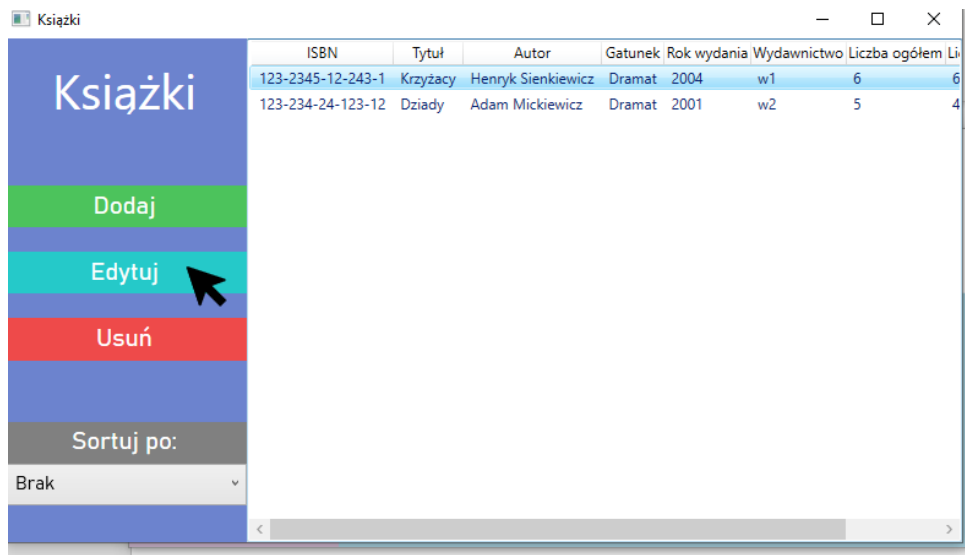 Książki
Książki
Dodaj
Edytuj
Usuń
Sortuj po:
Brak
ISBN Tytuł Autor Gatunek Rok wydania Wydawnictwo Liczba ogółem
123-2345-12-243-1 Krzyżacy Henryk Sienkiewicz Dramat 2004 w1 6 6
123-234-24-123-12 Dziady Adam Mickiewicz Dramat 2001 w2 5 4